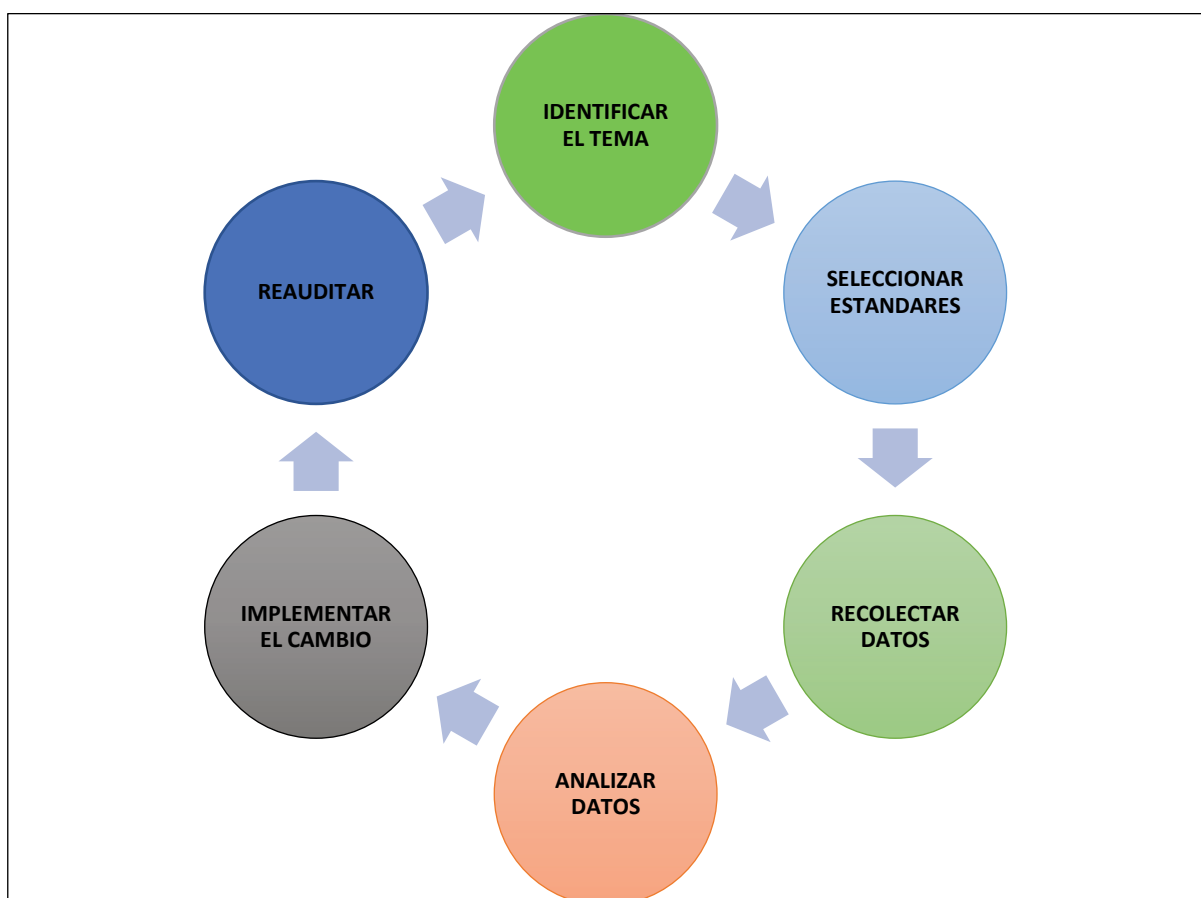 IDENTIFICAR
EL TEMA
SELECCIONAR
ESTANDARES
RECOLECTAR
DATOS
ANALIZAR
DATOS
IMPLEMENTAR
EL CAMBIO
REAUDITAR